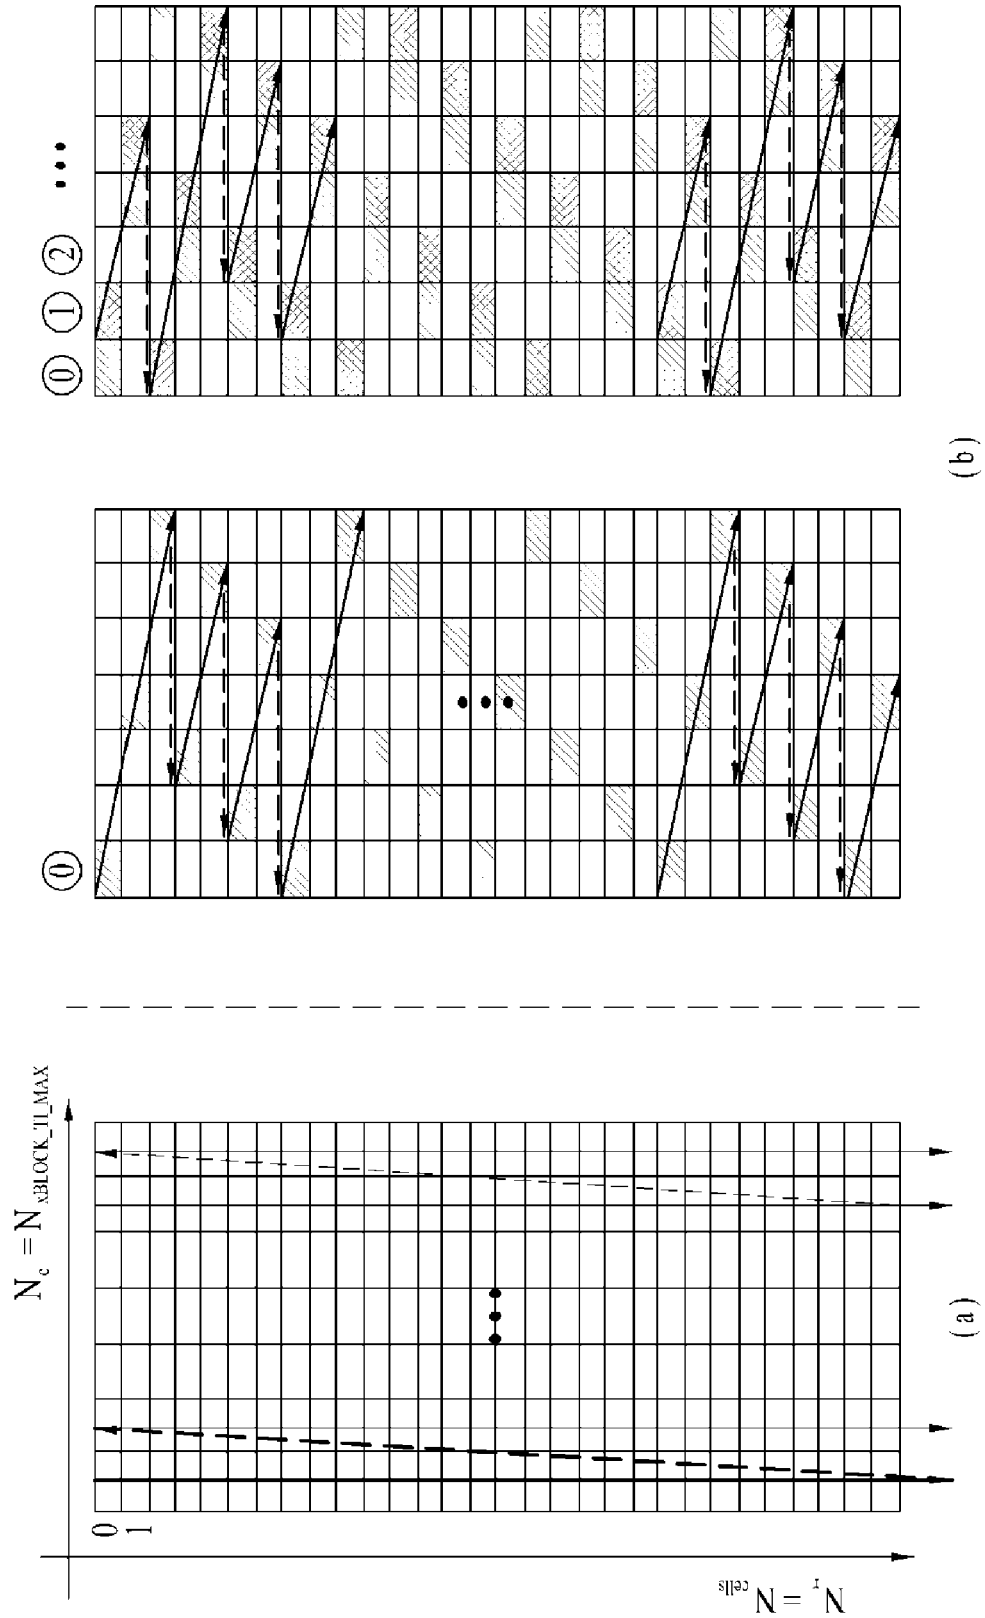 N_c = N_xBLOCK_TI_MAX
0
1
N_r = N_cells
(a)
0
0 1 2 •••
(b)